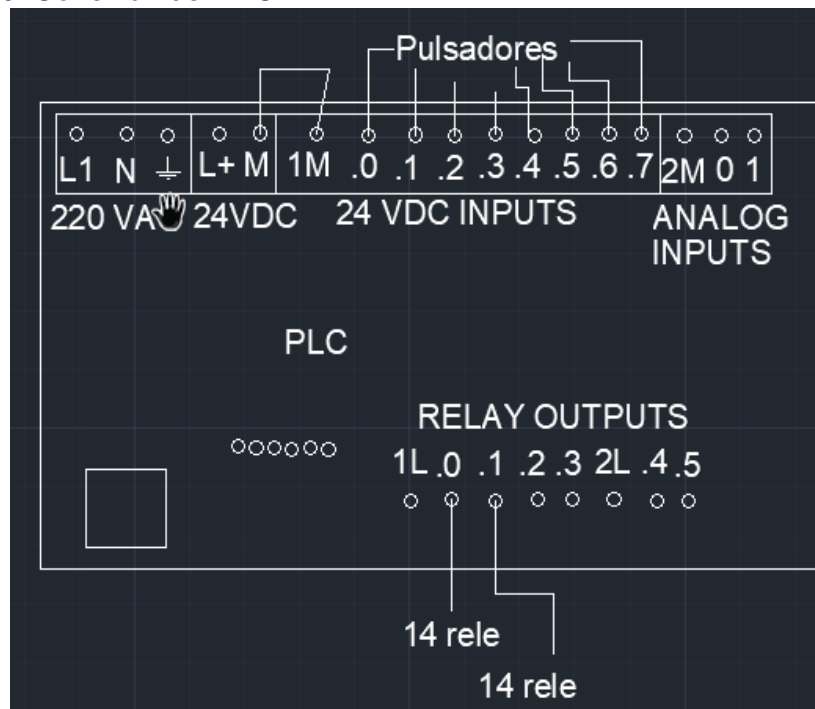 Pulsadores
L1 N L+ M 1M .0 .1 .2 .3 .4 .5 .6 .7 2M 0 1
220 VA 24VDC 24 VDC INPUTS ANALOG
INPUTS
PLC
RELAY OUTPUTS
1L .0 .1 .2 .3 2L .4 .5
14 rele
14 rele